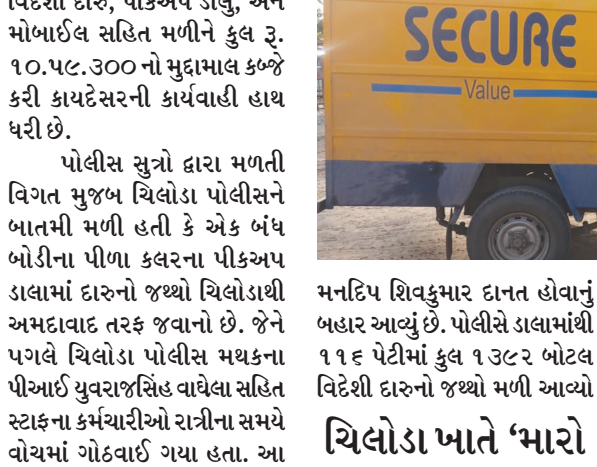 વિદેશી દારુ, પીકઅપ ડાલુ, અને
મોબાઈલ સહિત મળીને કુલ રૂ.
૧૦.૫૯.૩૦૦ નો મુદ્દામાલ કબ્જે
કરી કાયદેસરની કાર્યવાહી હાથ
ધરી છે.
પોલીસ સુત્રો દ્વારા મળતી
વિગત મુજબ ચિલોડા પોલીસને
બાતમી મળી હતી કે એક બંધ
બોડીના પીળા કલરના પીકઅપ
ડાલામાં દારુનો જથ્થો ચિલોડાથી
અમદાવાદ તરફ જવાનો છે. જેને
પગલે ચિલોડા પોલીસ મથકના
પીઆઈ યુવરાજસિંહ વાઘેલા સહિત
સ્ટાફના કર્મચારીઓ રાત્રીના સમયે
વોચમાં ગોઠવાઈ ગયા હતા. આ
SECURE
Value
મનદિપ શિવકુમાર દાનત હોવાનું
બહાર આવ્યું છે. પોલીસે ડાલામાંથી
૧૧૬ પેટીમાં કુલ ૧૩૯૨ બોટલ
વિદેશી દારુનો જથ્થો મળી આવ્યો
ચિલોડા ખાતે ‘મારો